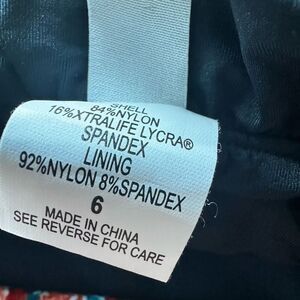 SHELL
84%NYLON
16%XTRALIFE LYCRA®
SPANDEX
LINING
92%NYLON 8%SPANDEX
6
MADE IN CHINA
SEE REVERSE FOR CARE